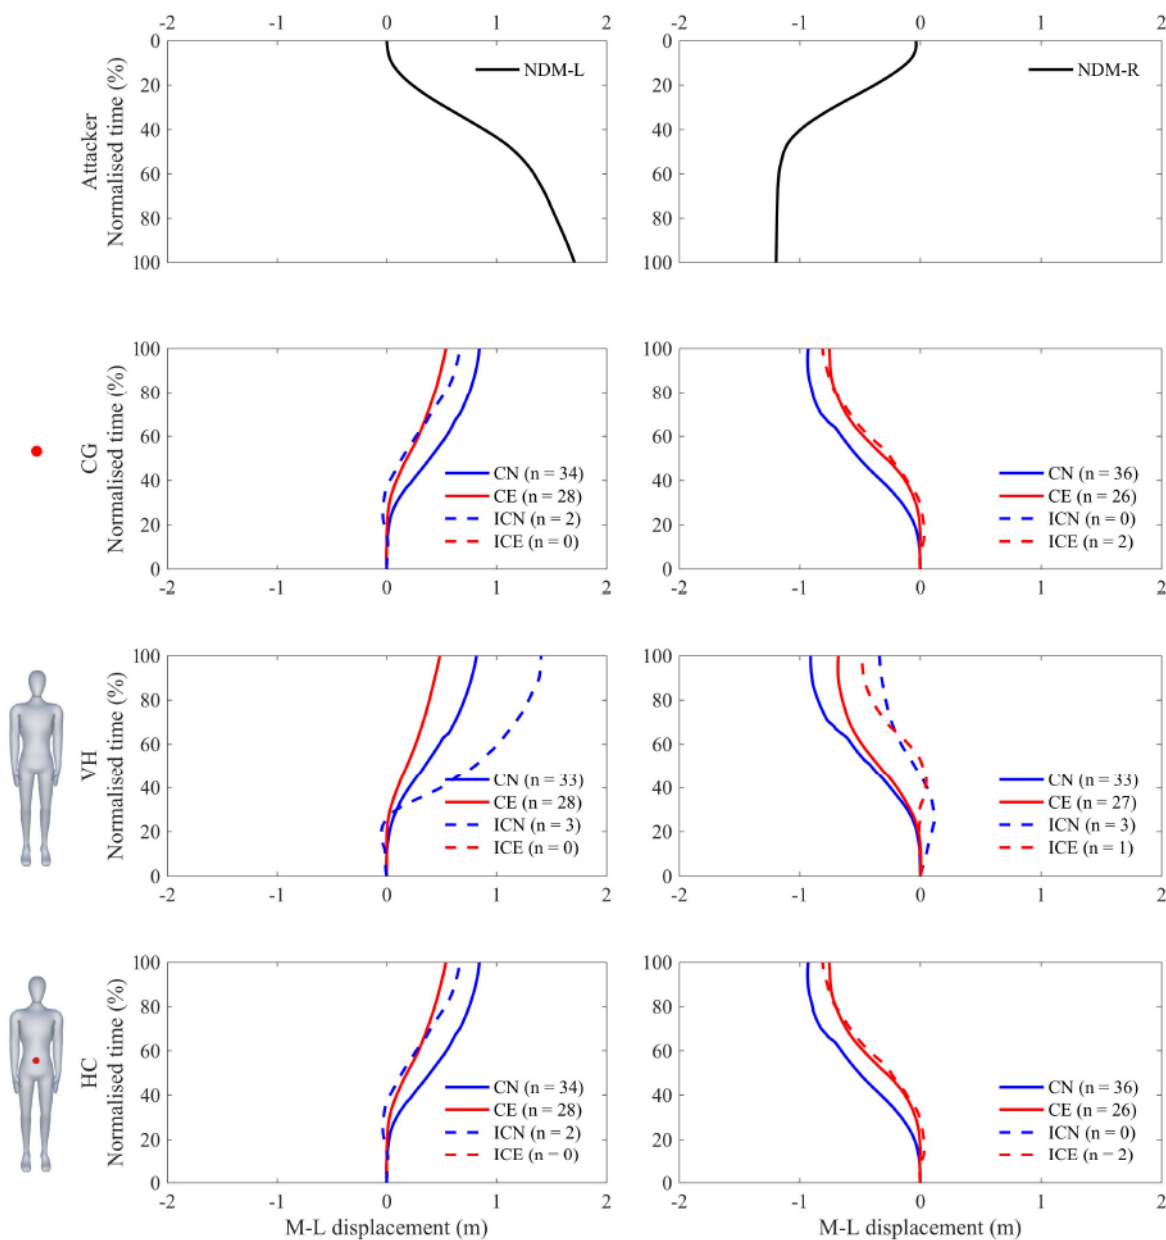 -2 -1 0 1 2 -2 -1 0 1 2
0 0
20 20
40 40
60 60
80 80
100 100
Attacker
Normalised time (%)
NDM-L
NDM-R
100 100
80 80
60 60
40 40
20 20
0 0
CG
Normalised time (%)
CN (n = 34)
CE (n = 28)
ICN (n = 2)
ICE (n = 0)
CN (n = 36)
CE (n = 26)
ICN (n = 0)
ICE (n = 2)
-2 -1 0 1 2 -2 -1 0 1 2
100 100
80 80
60 60
40 40
20 20
0 0
VH
Normalised time (%)
CN (n = 33)
CE (n = 28)
ICN (n = 3)
ICE (n = 0)
CN (n = 33)
CE (n = 27)
ICN (n = 3)
ICE (n = 1)
-2 -1 0 1 2 -2 -1 0 1 2
100 100
80 80
60 60
40 40
20 20
0 0
HC
Normalised time (%)
CN (n = 34)
CE (n = 28)
ICN (n = 2)
ICE (n = 0)
CN (n = 36)
CE (n = 26)
ICN (n = 0)
ICE (n = 2)
-2 -1 0 1 2 -2 -1 0 1 2
M-L displacement (m) M-L displacement (m)